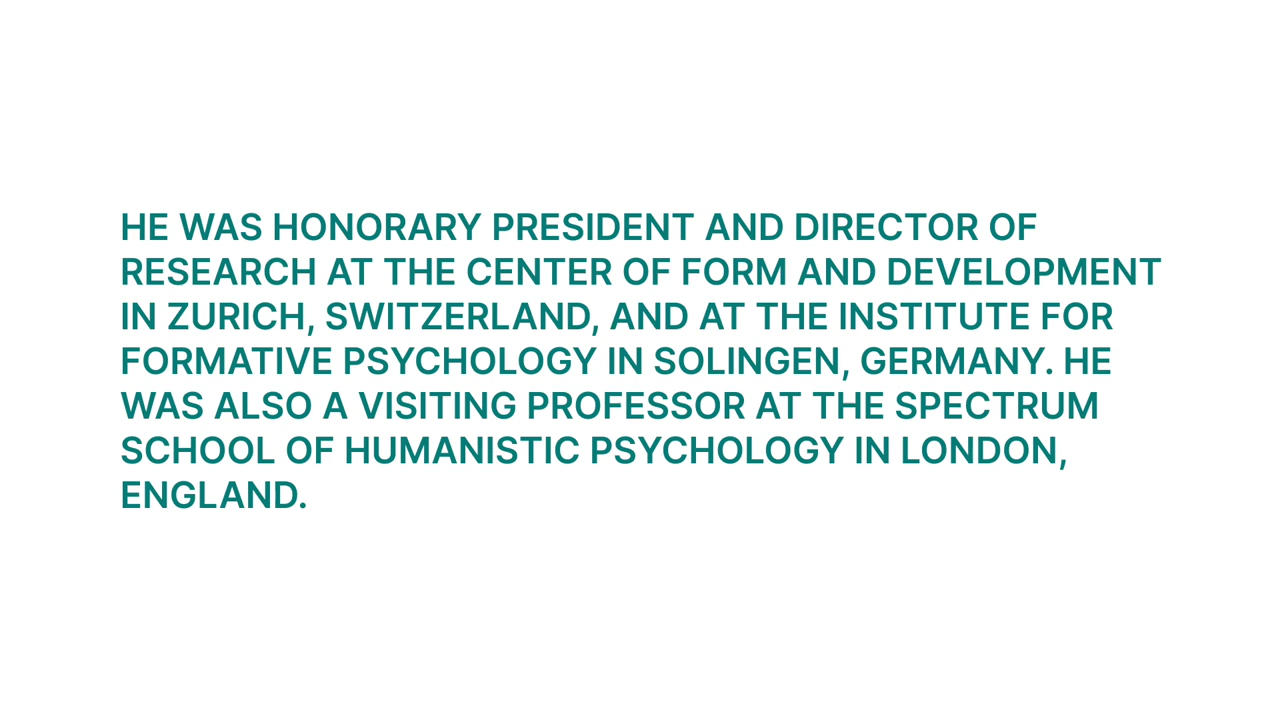 HE WAS HONORARY PRESIDENT AND DIRECTOR OF
RESEARCH AT THE CENTER OF FORM AND DEVELOPMENT
IN ZURICH, SWITZERLAND, AND AT THE INSTITUTE FOR
FORMATIVE PSYCHOLOGY IN SOLINGEN, GERMANY. HE
WAS ALSO A VISITING PROFESSOR AT THE SPECTRUM
SCHOOL OF HUMANISTIC PSYCHOLOGY IN LONDON,
ENGLAND.